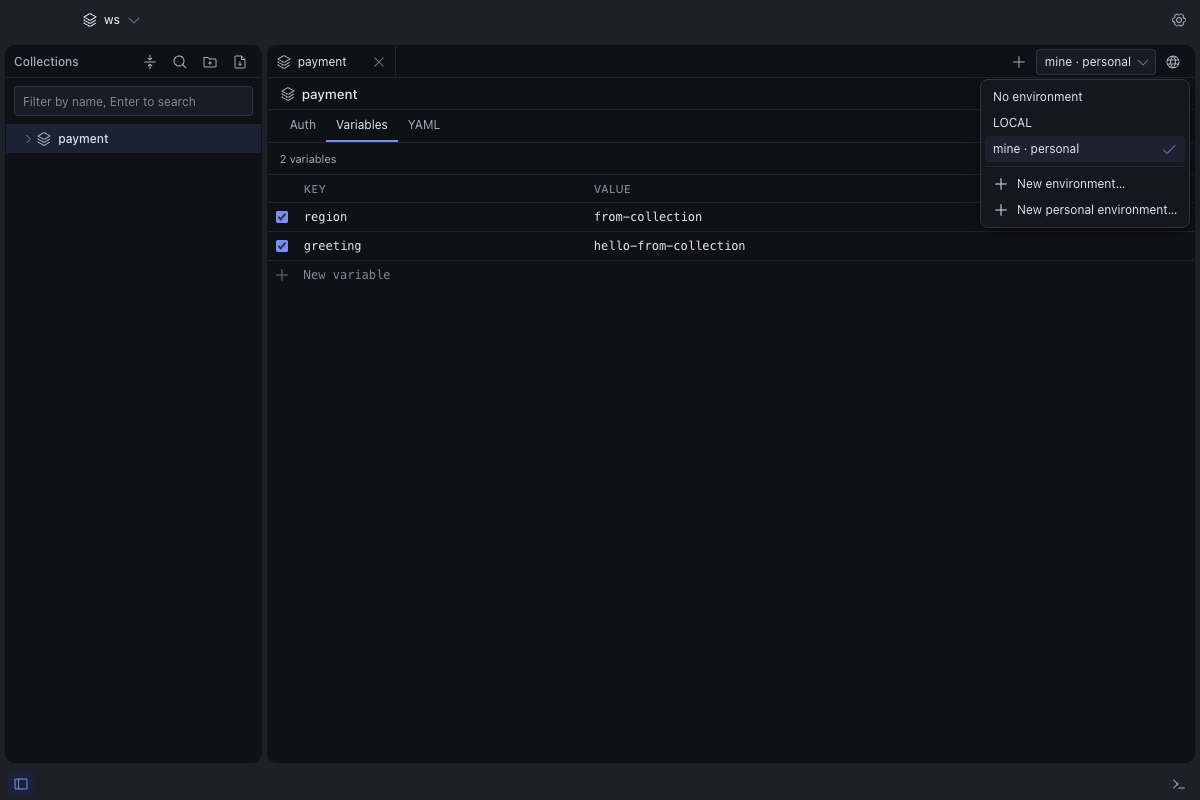 ws
Collections
Filter by name, Enter to search
payment
payment
mine · personal
payment
Auth Variables YAML
2 variables
KEY VALUE
region from-collection
greeting hello-from-collection
New variable
No environment
LOCAL
mine · personal
New environment...
New personal environment...